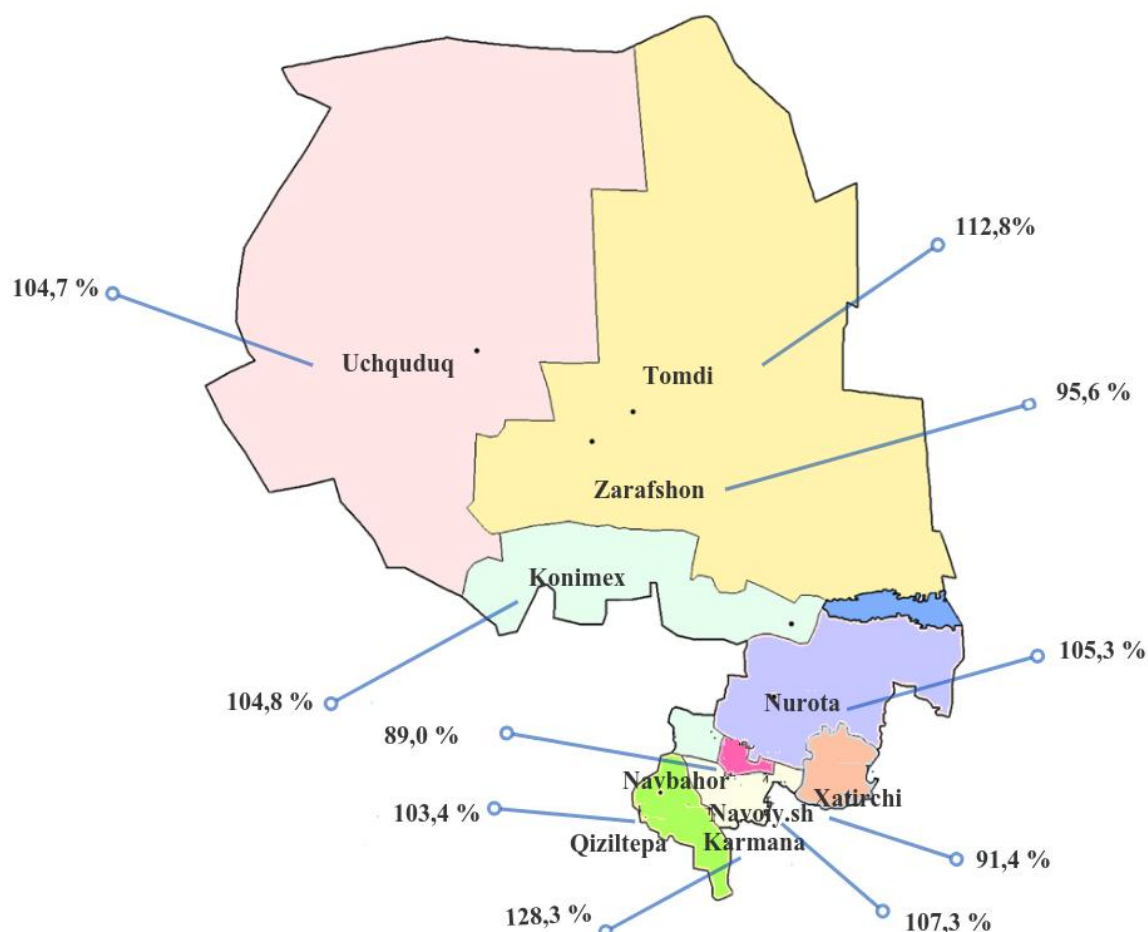 112,8%
104,7 %
Uchquduq
Tomdi
95,6 %
Zarafshon
Konimex
105,3 %
104,8 %
Nurota
89,0 %
Navbahor
Xatirchi
103,4 %
Navoiy.sh
Qiziltepa
Karmana
91,4 %
128,3 %
107,3 %